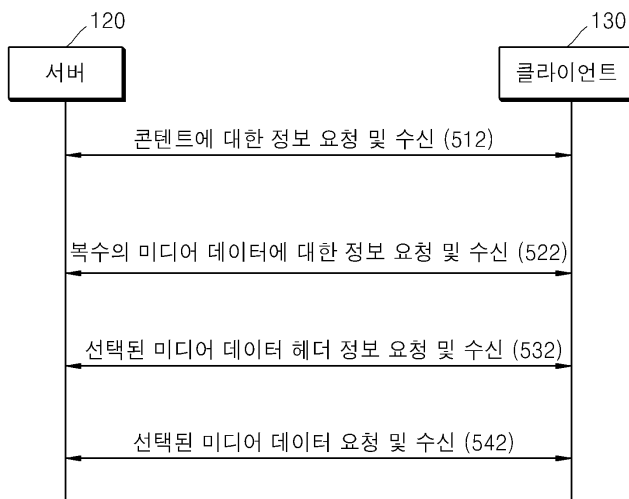 120
130
서버
클라이언트
콘텐트에 대한 정보 요청 및 수신 (512)
복수의 미디어 데이터에 대한 정보 요청 및 수신 (522)
선택된 미디어 데이터 헤더 정보 요청 및 수신 (532)
선택된 미디어 데이터 요청 및 수신 (542)